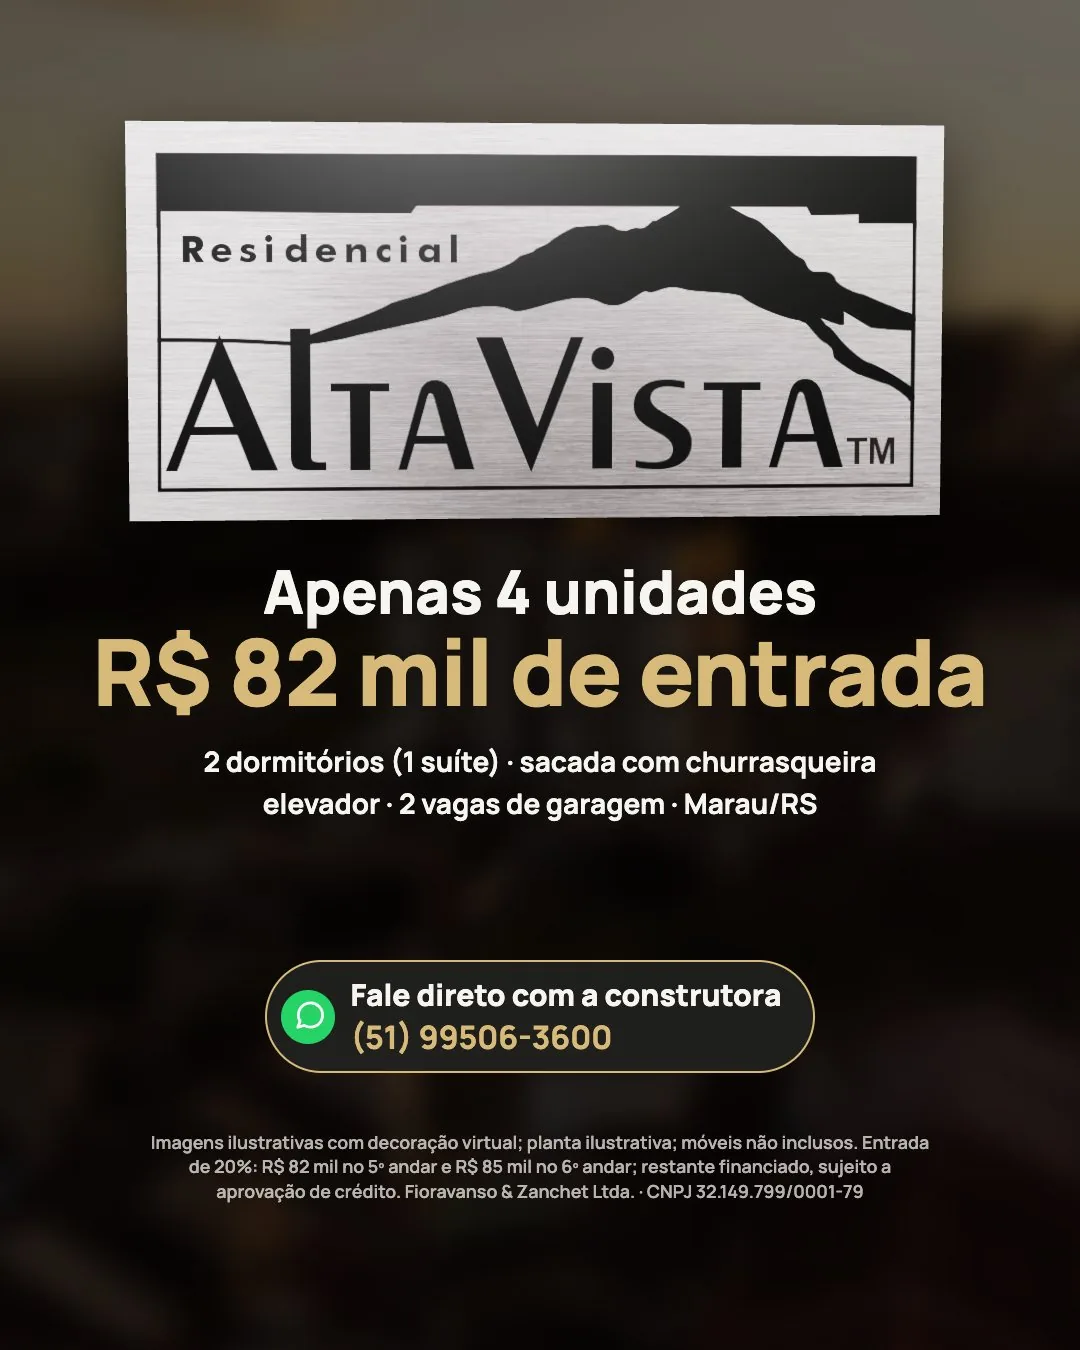 Residencial
AltaVista™
Apenas 4 unidades
R$ 82 mil de entrada
2 dormitórios (1 suíte) · sacada com churrasqueira
elevador · 2 vagas de garagem · Marau/RS
Fale direto com a construtora
(51) 99506-3600
Imagens ilustrativas com decoração virtual; planta ilustrativa; móveis não inclusos. Entrada
de 20%: R$ 82 mil no 5º andar e R$ 85 mil no 6º andar; restante financiado, sujeito a
aprovação de crédito. Fioravanso & Zanchet Ltda. · CNPJ 32.149.799/0001-79